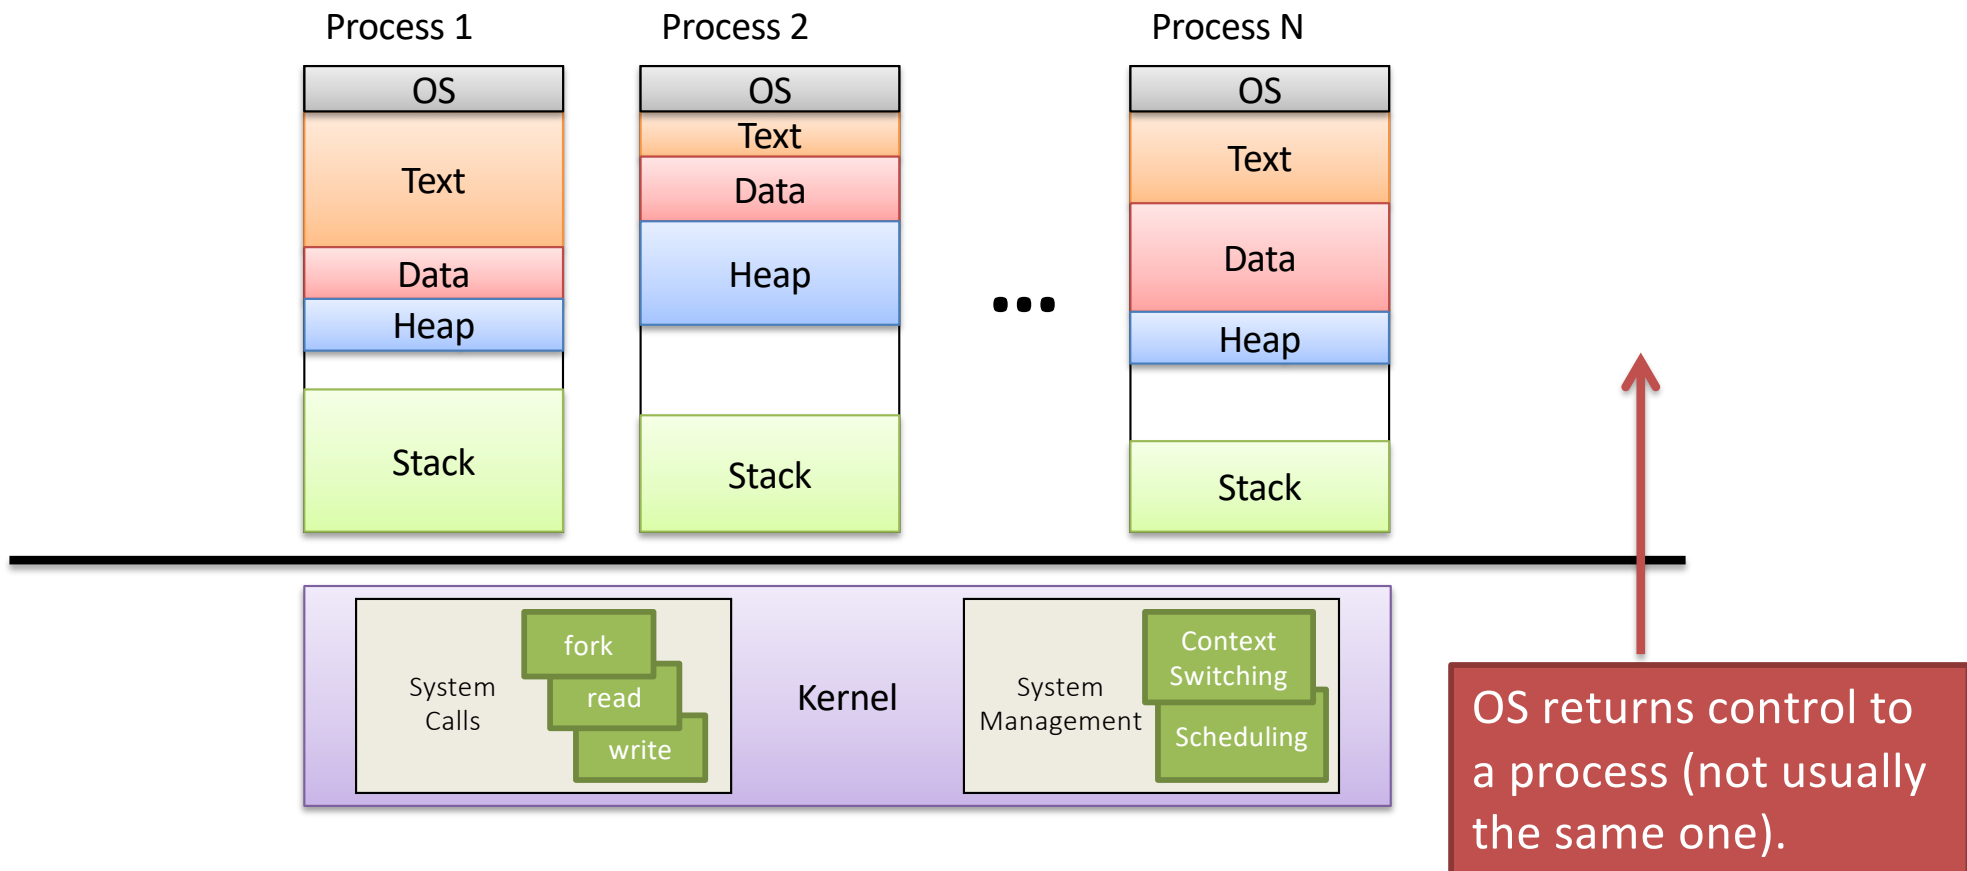 Process 1
Process 2
Process N
OS
Text
Data
Heap
Stack
OS
Text
Data
Heap
Stack
...
OS
Text
Data
Heap
Stack
System
Calls
fork
read
write
Kernel
System
Management
Context
Switching
Scheduling
OS returns control to
a process (not usually
the same one).